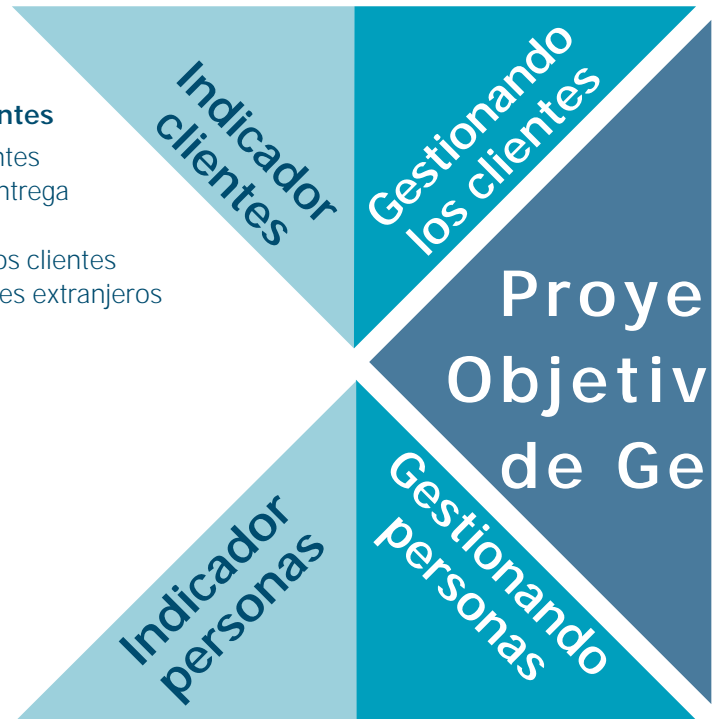 ntes
ntes
ntrega
os clientes
es extranjeros
Indicador
clientes
Gestionando
los clientes
Proye
Objetiv
de Ge
Indicador
personas
Gestionando
personas